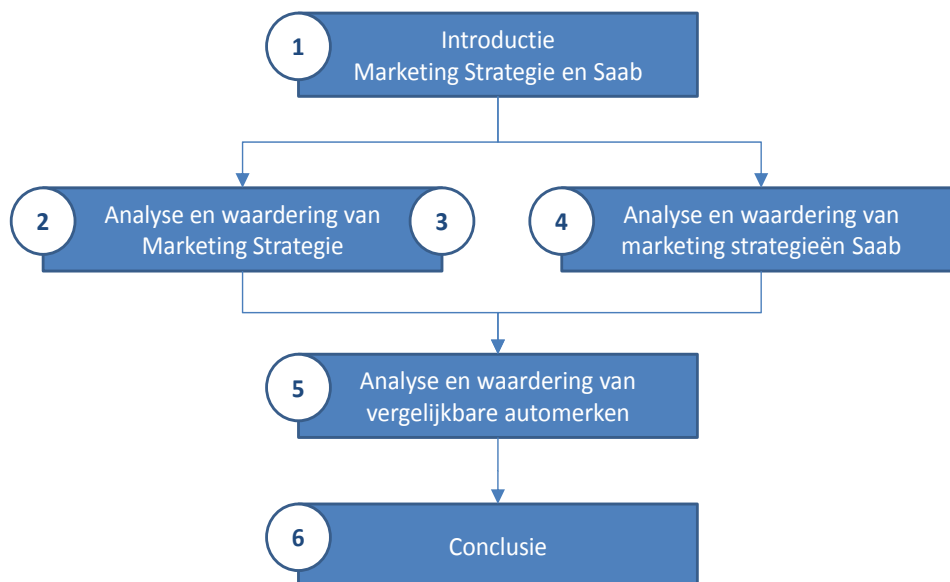 1
Introductie
Marketing Strategie en Saab
2
Analyse en waardering van
Marketing Strategie
3
4
Analyse en waardering van
marketing strategieën Saab
5
Analyse en waardering van
vergelijkbare automerken
6
Conclusie